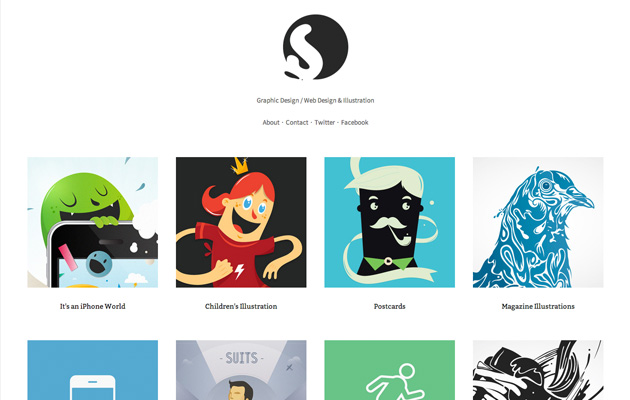 S
Graphic Design / Web Design & Illustration
About · Contact · Twitter · Facebook
It's an iPhone World
Children's Illustration
Postcards
Magazine Illustrations
- SUITS -